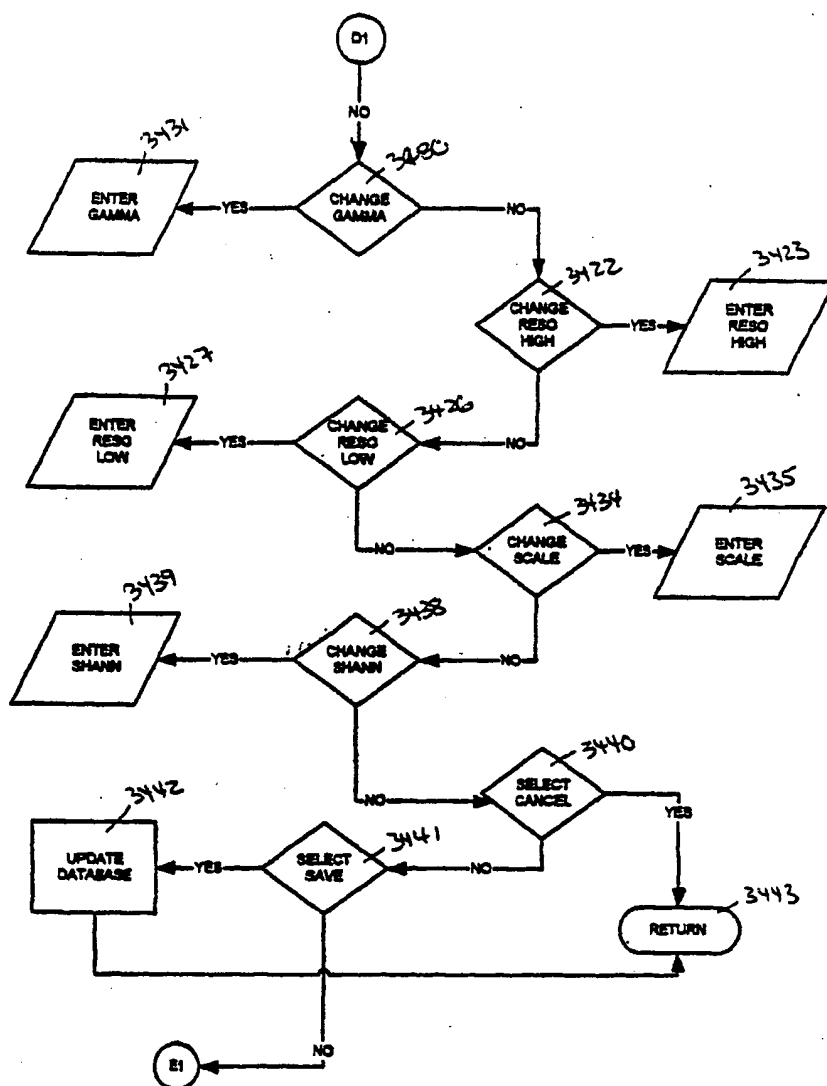 D1
NO
3431
3430
ENTER
GAMMA
YES
CHANGE
GAMMA
NO
3422
3423
CHANGE
RESO
HIGH
YES
ENTER
RESO
HIGH
3427
3426
ENTER
RESO
LOW
YES
CHANGE
RESO
LOW
NO
3434
3435
NO
CHANGE
SCALE
YES
ENTER
SCALE
3439
3438
ENTER
SHANN
YES
CHANGE
SHANN
NO
3440
NO
SELECT
CANCEL
YES
3442
3441
UPDATE
DATABASE
YES
SELECT
SAVE
NO
3443
RETURN
NO
E1